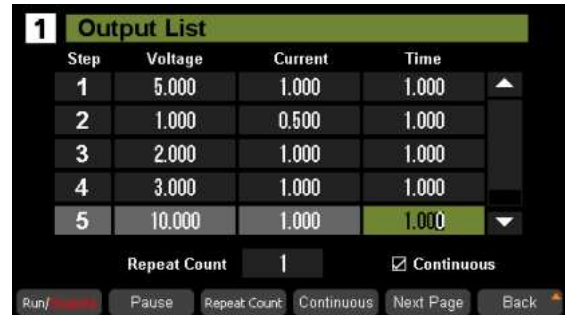 1 Output List
Step Voltage Current Time
1 5.000 1.000 1.000
2 1.000 0.500 1.000
3 2.000 1.000 1.000
4 3.000 1.000 1.000
5 10.000 1.000 1.000
Repeat Count 1 Continuous
Run/ Pause Repeat Count Continuous Next Page Back